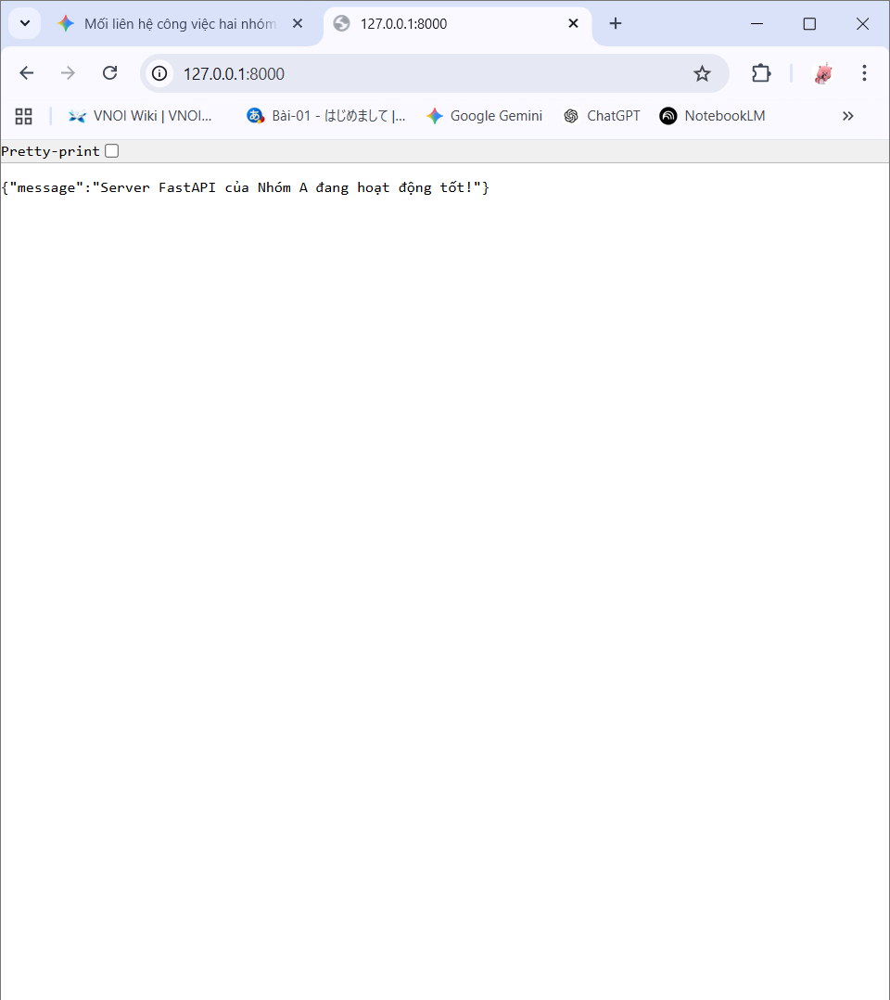 Mối liên hệ công việc hai nhóm
127.0.0.1:8000
127.0.0.1:8000
VNOI Wiki | VNOI...
Bài-01 - はじめまして |...
Google Gemini
ChatGPT
NotebookLM
Pretty-print
{"message":"Server FastAPI của Nhóm A đang hoạt động tốt!"}